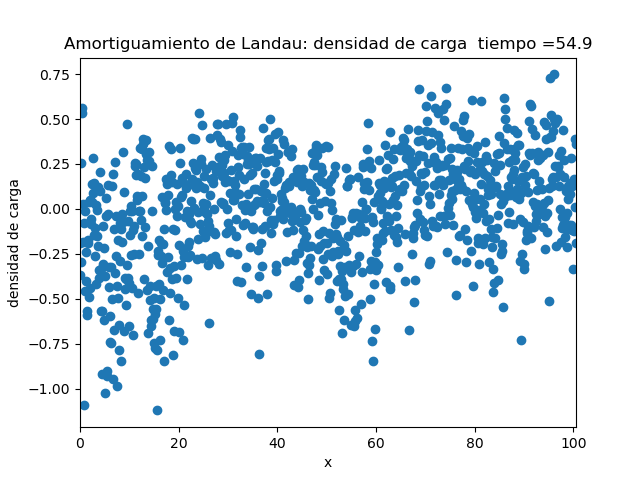 Amortiguamiento de Landau: densidad de carga  tiempo =54.9
densidad de carga
0.75
0.50
0.25
0.00
−0.25
−0.50
−0.75
−1.00
0 20 40 60 80 100
x